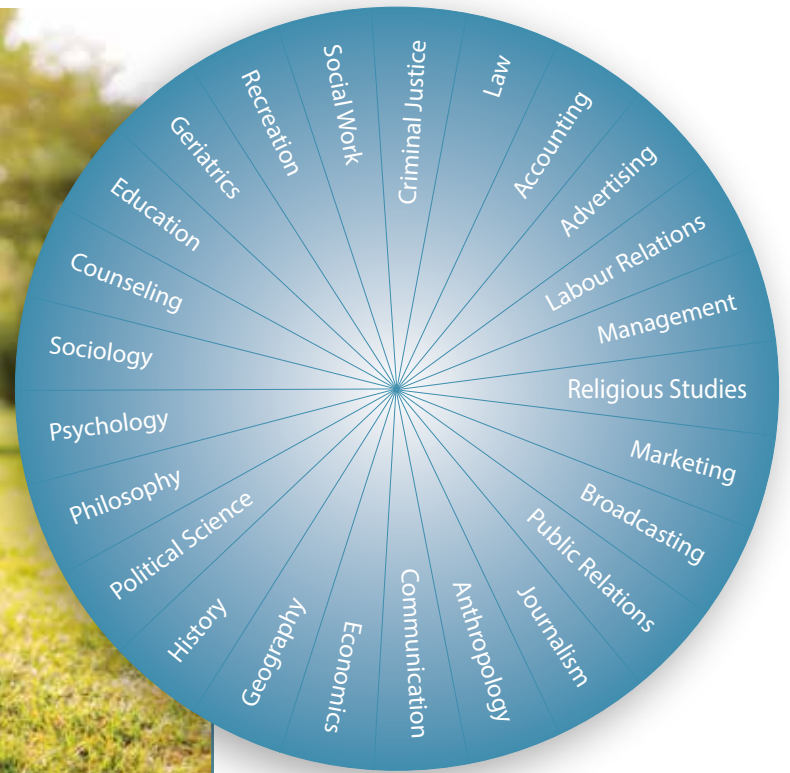 Criminal Justice
Law
Accounting
Advertising
Labour Relations
Management
Religious Studies
Marketing
Broadcasting
Public Relations
Journalism
Anthropology
Communication
Economics
Geography
History
Political Science
Philosophy
Psychology
Sociology
Counseling
Education
Geriatrics
Recreation
Social Work